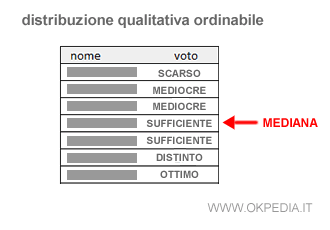 distribuzione qualitativa ordinabile
nome voto
SCARSO
MEDIOCRE
MEDIOCRE
SUFFICIENTE MEDIANA
SUFFICIENTE
DISTINTO
OTTIMO
WWW.OKPEDIA.IT